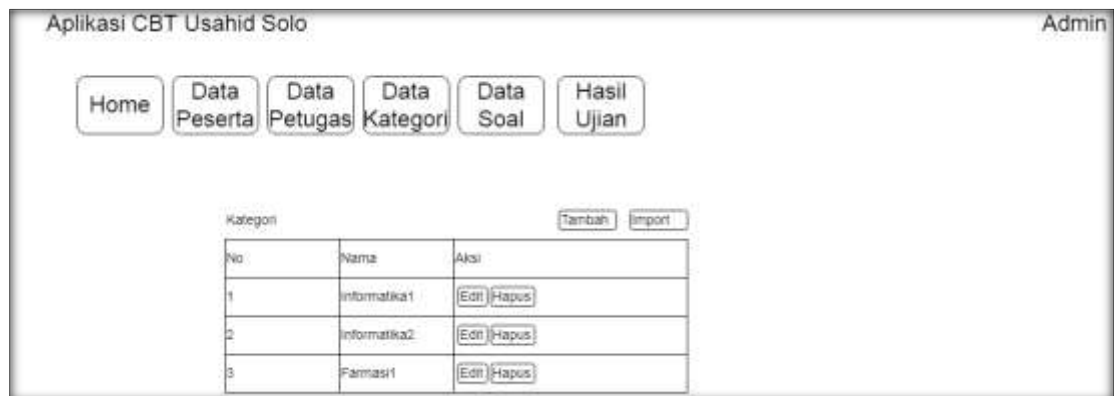 Aplikasi CBT Usahid Solo Admin
Home Data Peserta Data Petugas Data Kategori Data Soal Hasil Ujian
Kategori Tambah Import
No Nama Aksi
1 Informatika1 Edit Hapus
2 Informatika2 Edit Hapus
3 Farmasi1 Edit Hapus